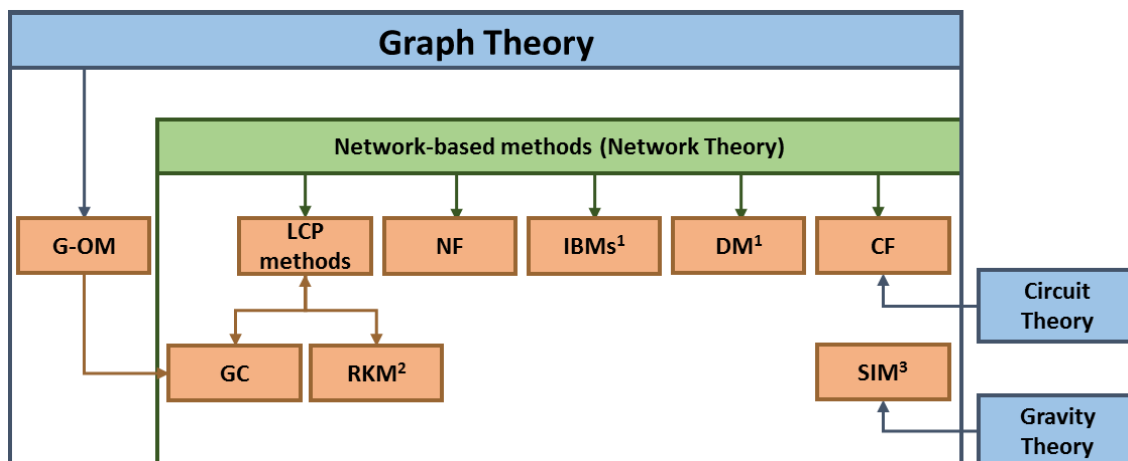 Graph Theory
Network-based methods (Network Theory)
G-OM
LCP
methods
NF
IBMs¹
DM¹
CF
Circuit
Theory
GC
RKM²
SIM³
Gravity
Theory